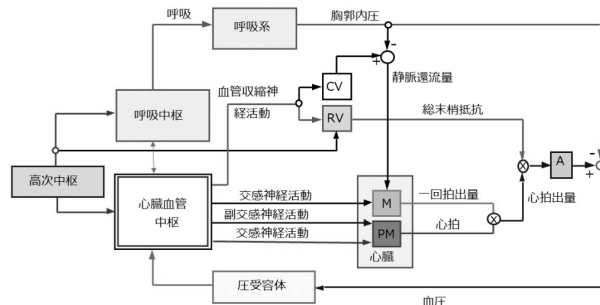 呼吸
呼吸系
胸郭内圧
-
+
静脈還流量
血管収縮神
経活動
CV
RV
総末梢抵抗
呼吸中枢
高次中枢
心臓血管
中枢
交感神経活動
副交感神経活動
交感神経活動
M
PM
心臓
一回拍出量
心拍
×
×
A
-
+
心拍出量
圧受容体
血圧